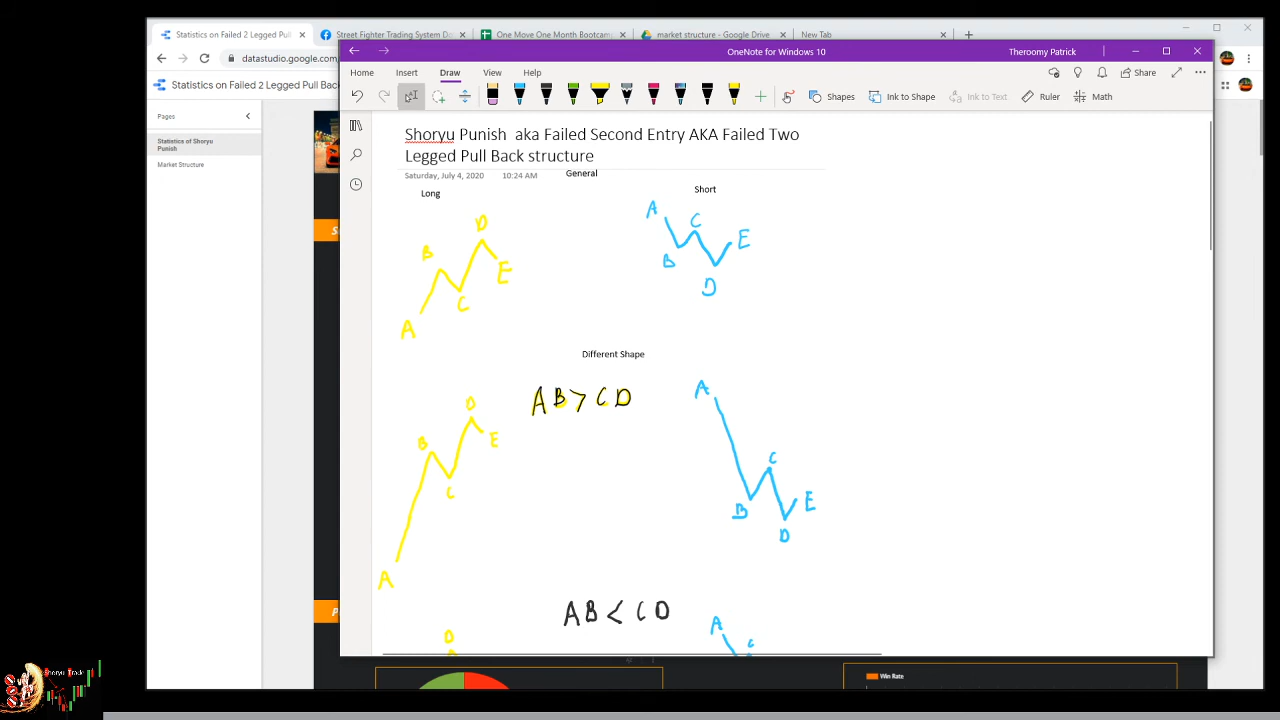 Statistics on Failed 2 Legged Pull
Street Fighter Trading System Da
One Move One Month Bootcamp
market structure - Google Drive
New Tab
datastudio.google.com
Statistics on Failed 2 Legged Pull Back
OneNote for Windows 10
Theroomy Patrick
Home
Insert
Draw
View
Help
Share
Shapes
Ink to Shape
Ink to Text
Ruler
Math
Pages
Statistics of Shoryu
Punish
Market Structure
Shoryu Punish aka Failed Second Entry AKA Failed Two
Legged Pull Back structure
Saturday, July 4, 2020
10:24 AM
General
Long
Short
A
B
C
D
E
A
B
C
D
E
Different Shape
AB > CD
A
B
C
D
E
A
B
C
D
E
AB < CD
D
A
C
Win Rate
Shoryu Trade